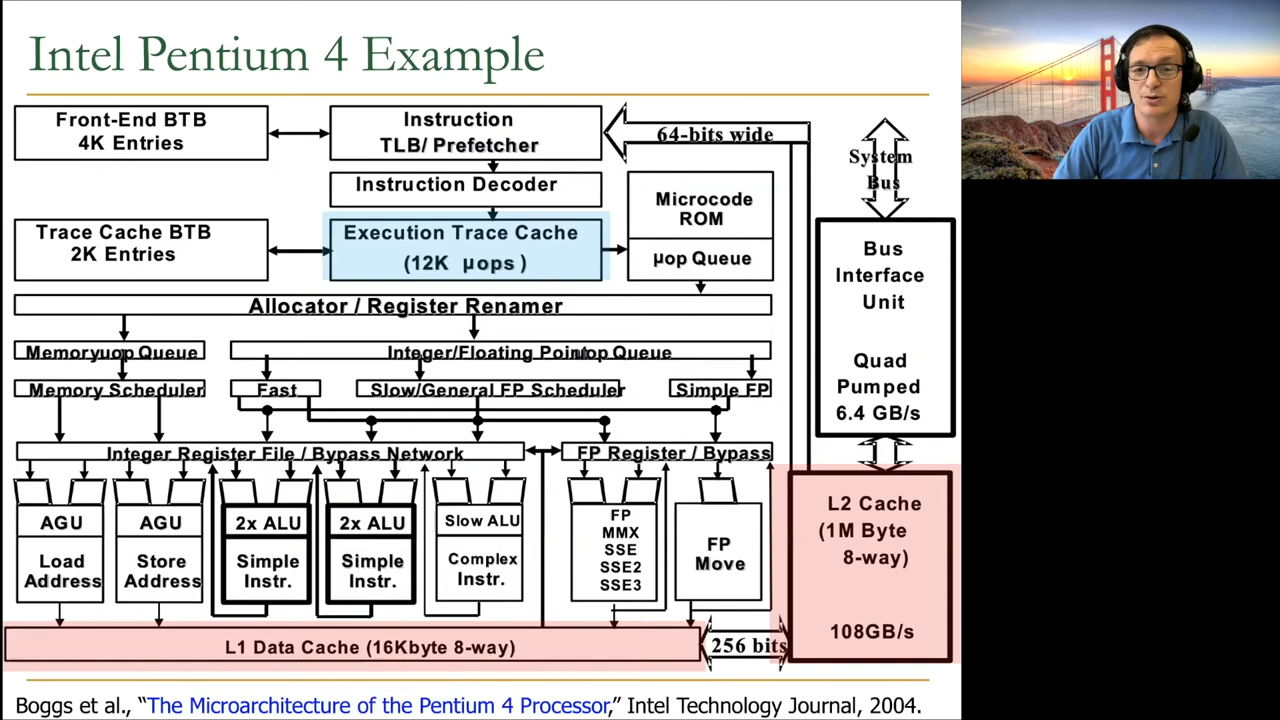 Intel Pentium 4 Example
Front-End BTB
4K Entries
Instruction
TLB/ Prefetcher
64-bits wide
System
Bus
Instruction Decoder
Microcode
ROM
Trace Cache BTB
2K Entries
Execution Trace Cache
(12K µops )
µop Queue
Bus
Interface
Unit
Quad
Pumped
6.4 GB/s
Allocator / Register Renamer
Memory uop Queue
Integer/Floating Point uop Queue
Memory Scheduler
Fast
Slow/General FP Scheduler
Simple FP
Integer Register File / Bypass Network
FP Register / Bypass
AGU
Load
Address
AGU
Store
Address
2x ALU
Simple
Instr.
2x ALU
Simple
Instr.
Slow ALU
Complex
Instr.
FP
MMX
SSE
SSE2
SSE3
FP
Move
L2 Cache
(1M Byte
8-way)
108GB/s
L1 Data Cache (16Kbyte 8-way)
256 bits
Boggs et al., “The Microarchitecture of the Pentium 4 Processor,” Intel Technology Journal, 2004.